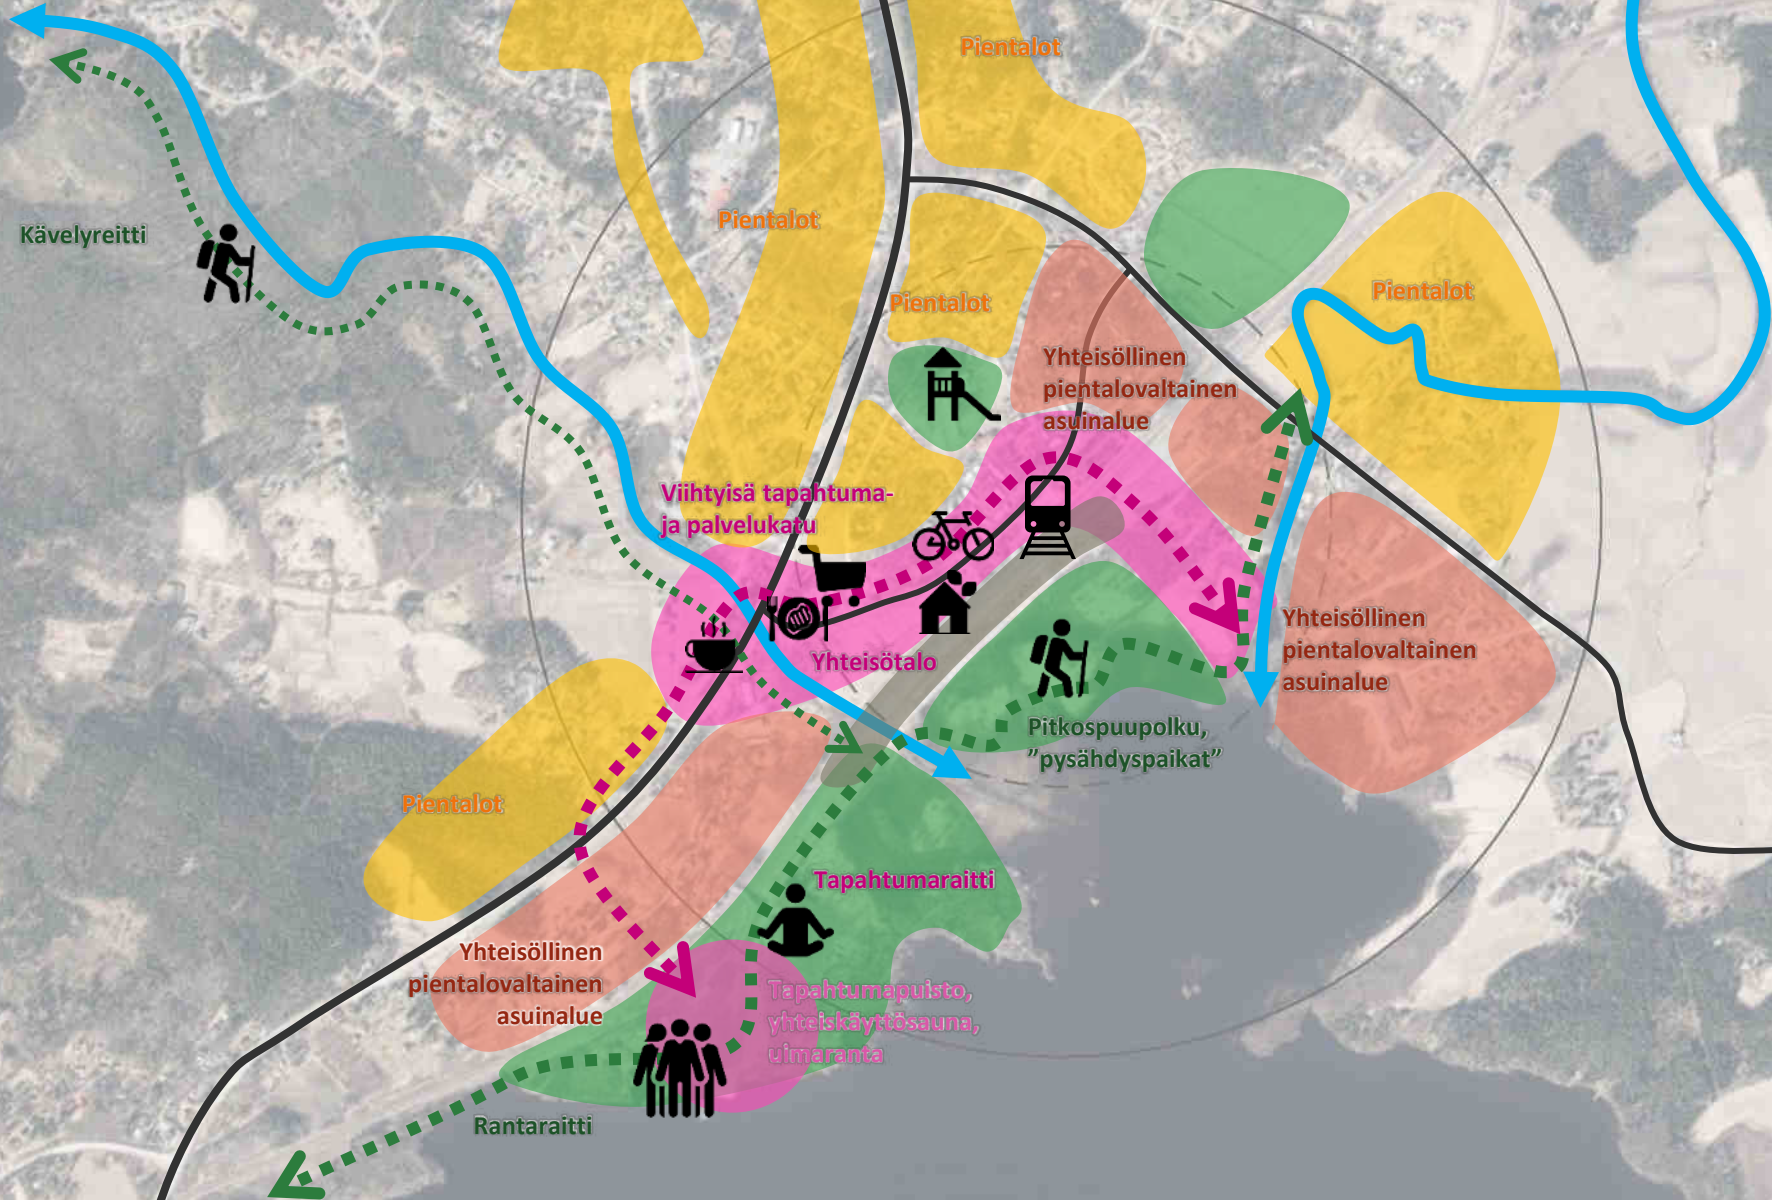 Pientalot
Pientalot
Kävelyreitti
Pientalot
Pientalot
Yhteisöllinen
pientalovaltainen
asuinalue
Viihtyisä tapahtuma-
ja palvelukatu
Yhteisötalo
Yhteisöllinen
pientalovaltainen
asuinalue
Pitkospuupolku,
”pysähdyspaikat”
Pientalot
Tapahtumaraitti
Yhteisöllinen
pientalovaltainen
asuinalue
Tapahtumapuisto,
yhteiskäyttösauna,
uimaranta
Rantaraitti